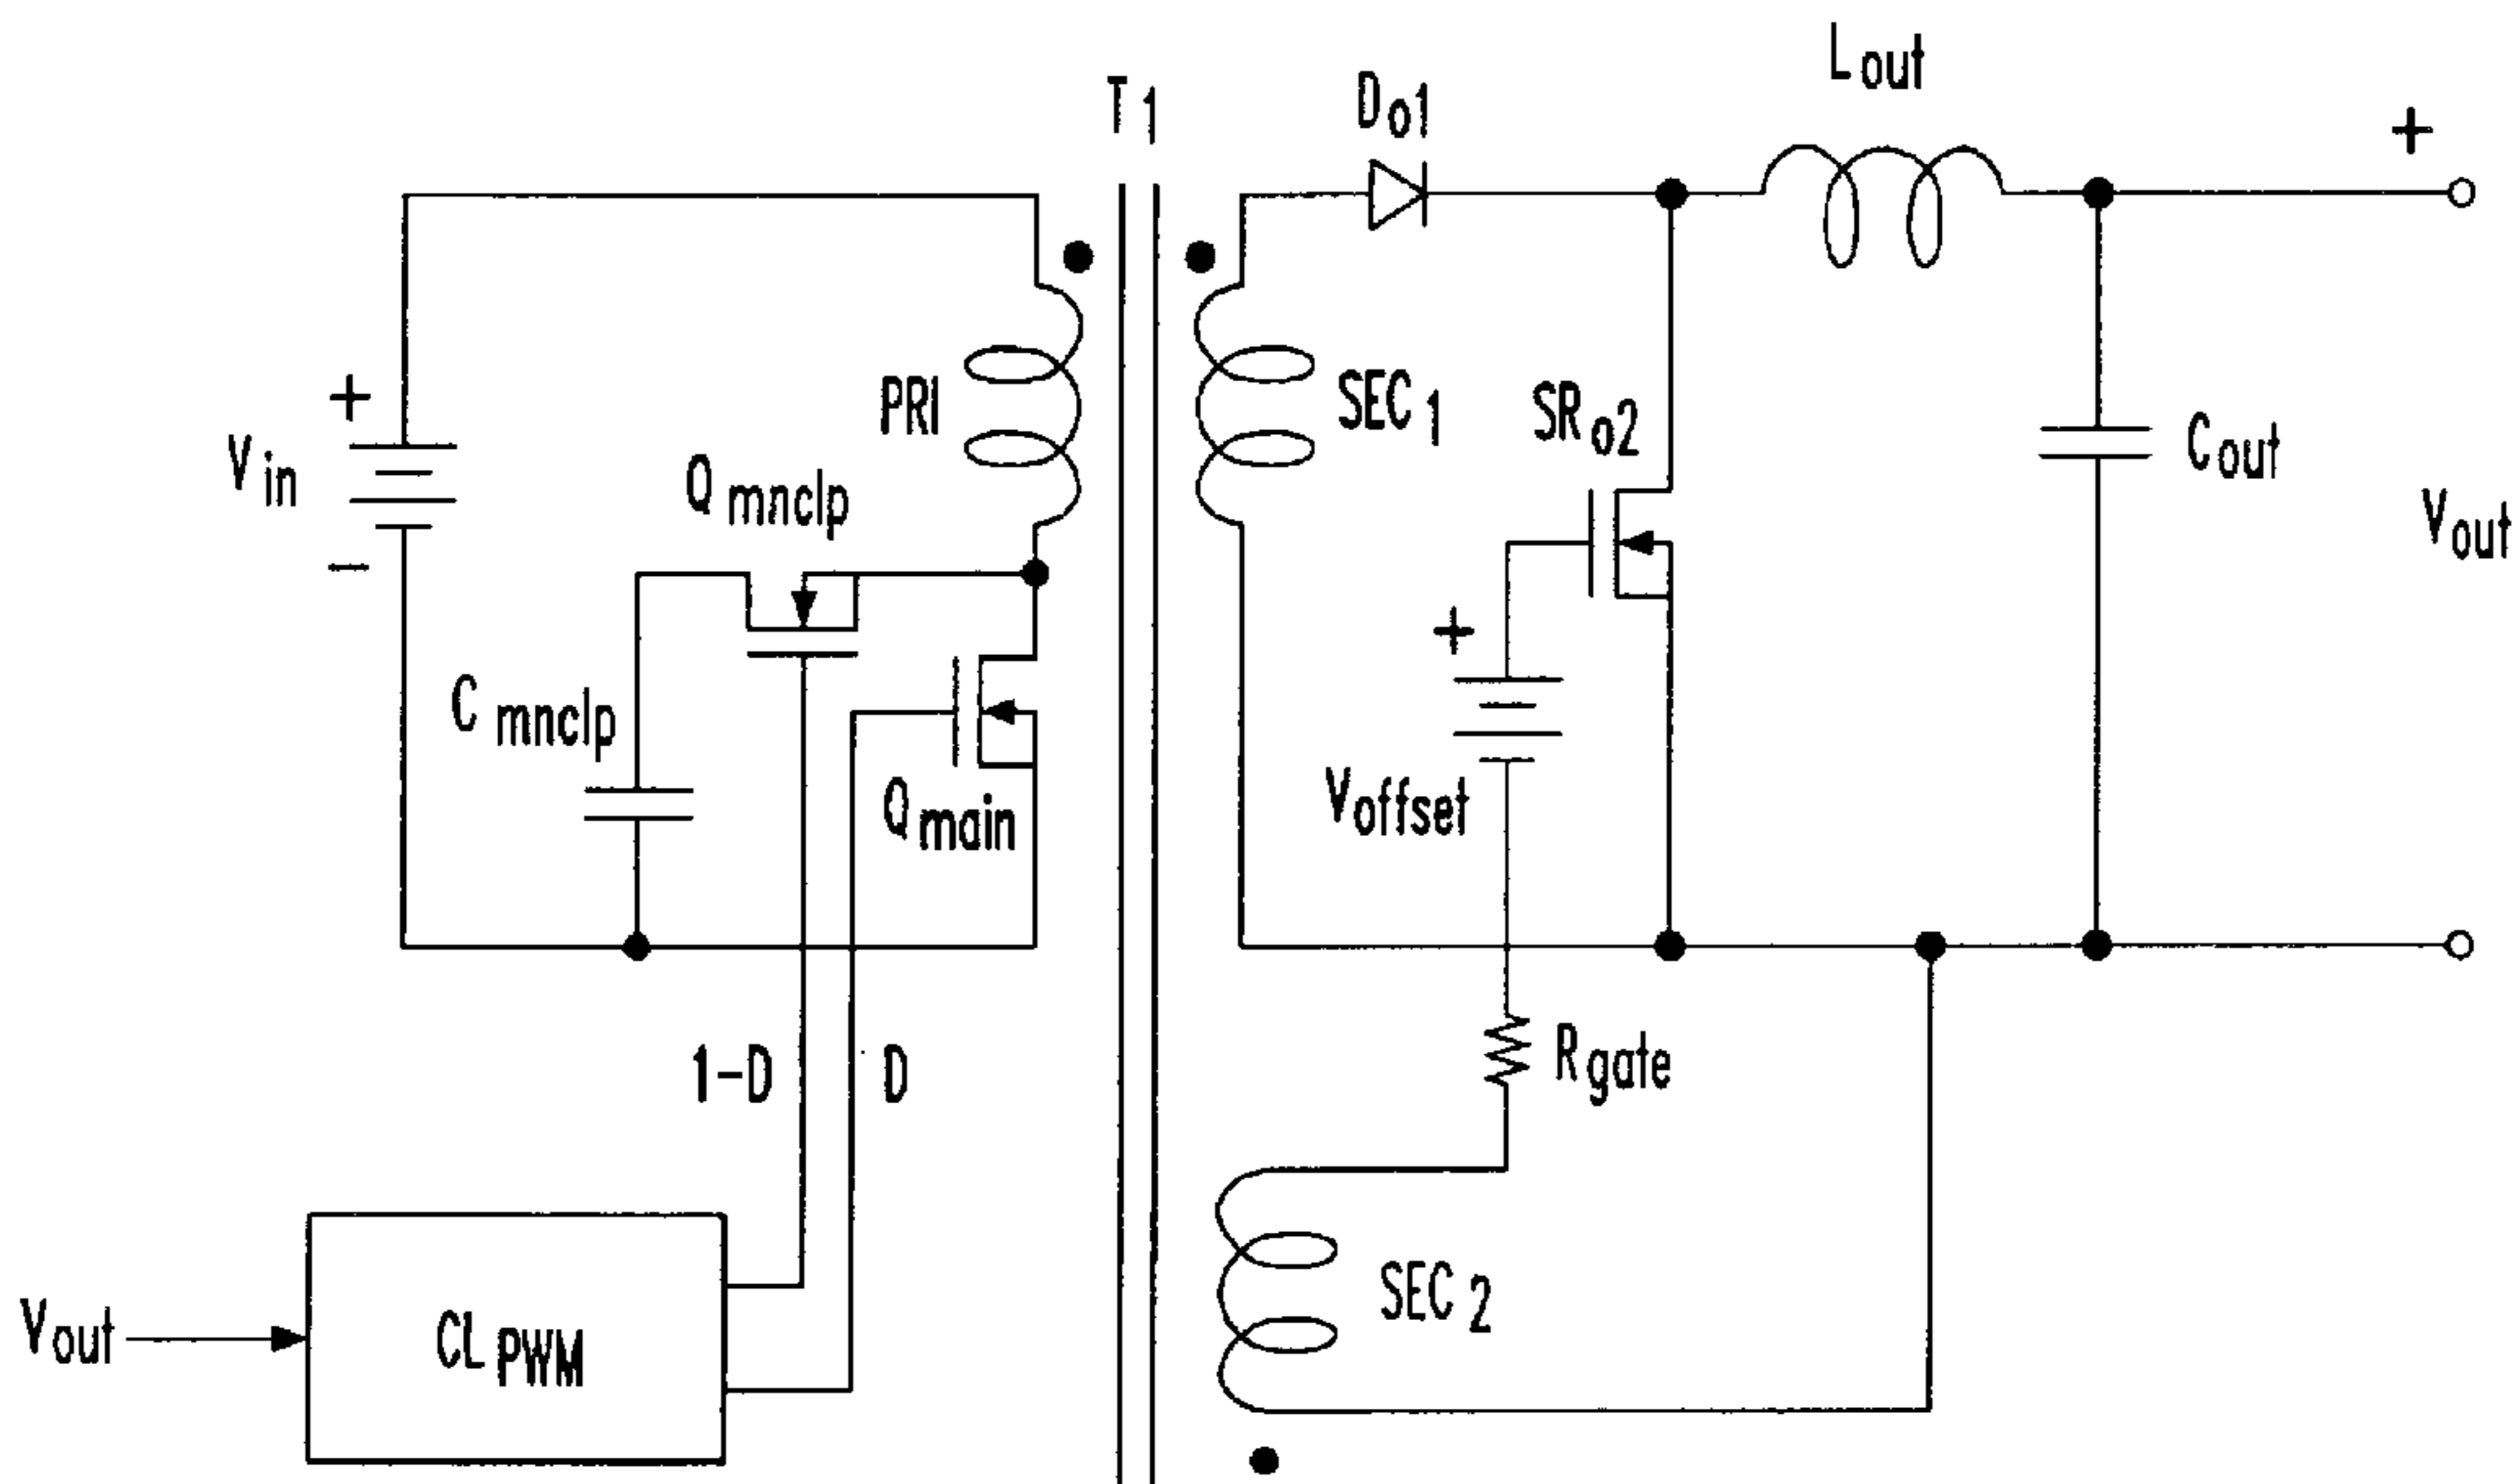 T1
Do1
Lout
+
+
Vin
−
PRI
SEC1
SRo2
Cout
Vout
Qmnclp
+
Cmnclp
Qmain
Voffset
1-D
D
Rgate
SEC2
Vout
CLPWM